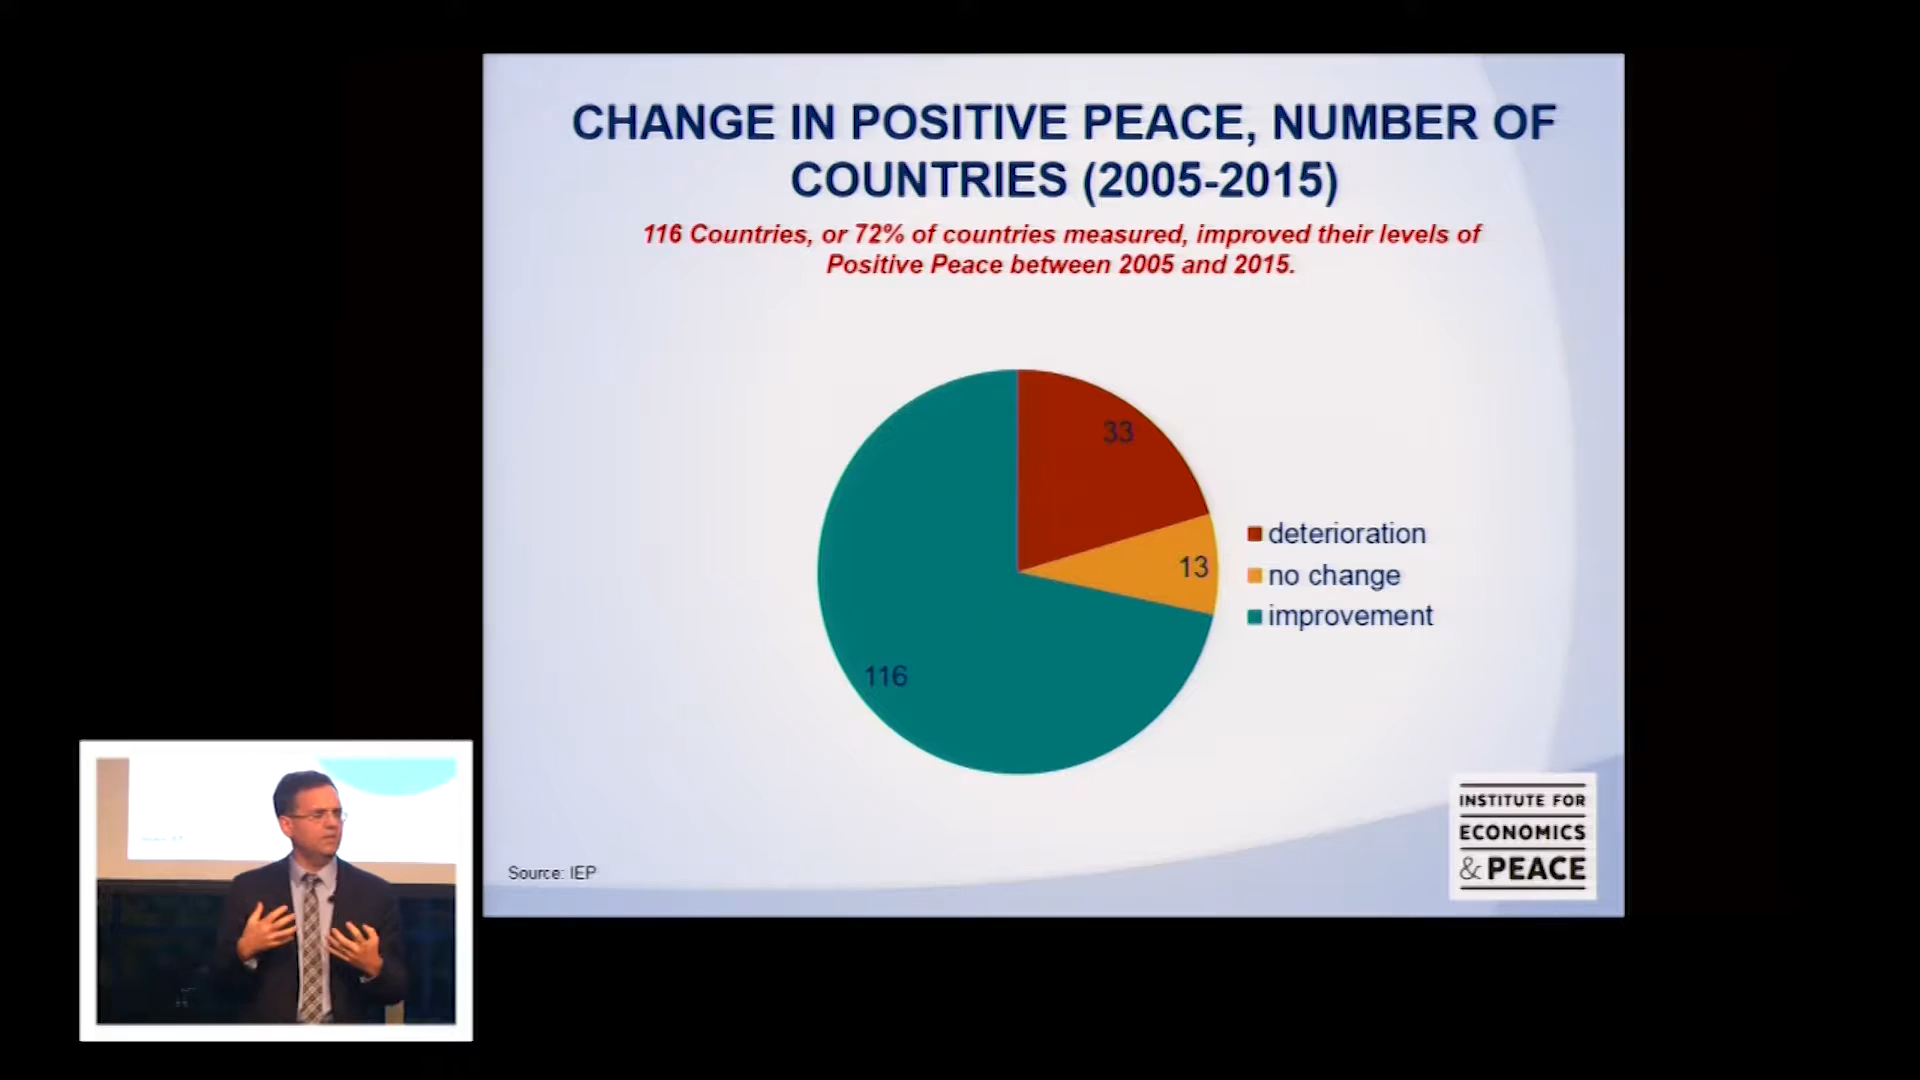 CHANGE IN POSITIVE PEACE, NUMBER OF
COUNTRIES (2005-2015)
116 Countries, or 72% of countries measured, improved their levels of
Positive Peace between 2005 and 2015.
33
13
116
deterioration
no change
improvement
Source: IEP
INSTITUTE FOR
ECONOMICS
& PEACE